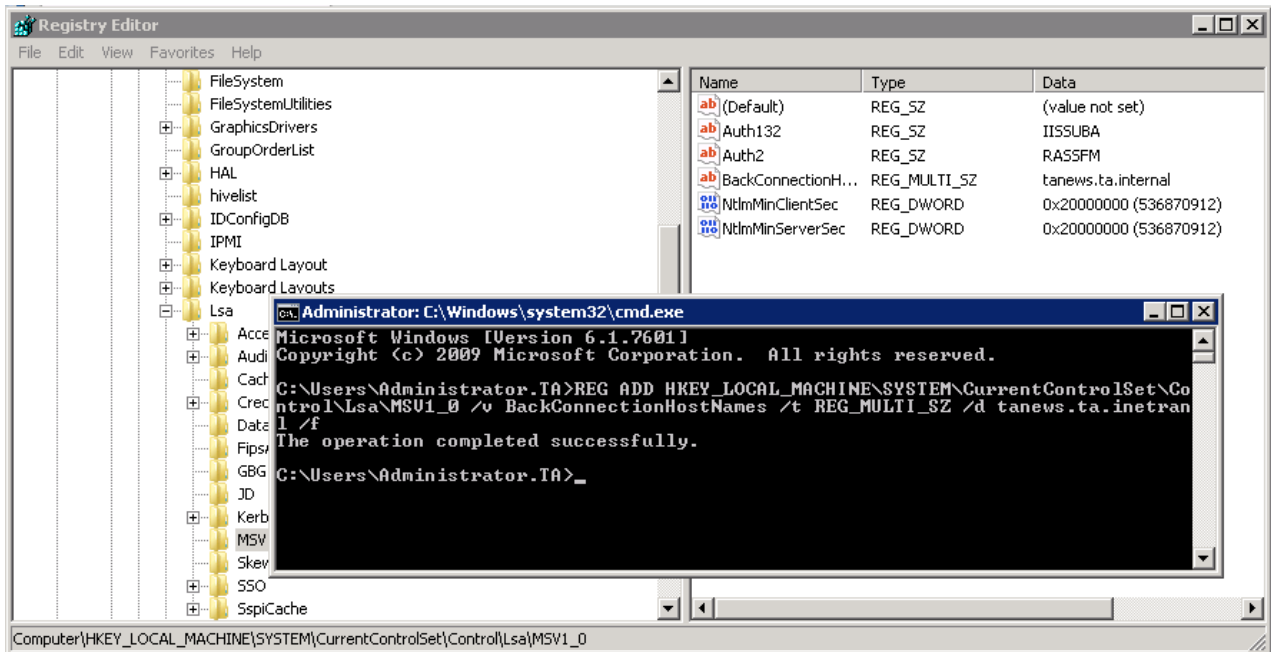 Registry Editor
File Edit View Favorites Help
FileSystem
FileSystemUtilities
GraphicsDrivers
GroupOrderList
HAL
hivelist
IDConfigDB
IPMI
Keyboard Layout
Keyboard Layouts
Lsa
Acce
Audi
Cach
Crec
Data
Fips
GBG
JD
Kerb
MSV
Skew
SSO
SspiCache
Name Type Data
(Default) REG_SZ (value not set)
Auth132 REG_SZ IISSUBA
Auth2 REG_SZ RASSFM
BackConnectionH... REG_MULTI_SZ tanews.ta.internal
NtlmMinClientSec REG_DWORD 0x20000000 (536870912)
NtlmMinServerSec REG_DWORD 0x20000000 (536870912)
Administrator: C:\Windows\system32\cmd.exe
Microsoft Windows [Version 6.1.7601]
Copyright (c) 2009 Microsoft Corporation. All rights reserved.
C:\Users\Administrator.TA>REG ADD HKEY_LOCAL_MACHINE\SYSTEM\CurrentControlSet\Co
ntrol\Lsa\MSV1_0 /v BackConnectionHostNames /t REG_MULTI_SZ /d tanews.ta.inetran
l /f
The operation completed successfully.
C:\Users\Administrator.TA>_
Computer\HKEY_LOCAL_MACHINE\SYSTEM\CurrentControlSet\Control\Lsa\MSV1_0